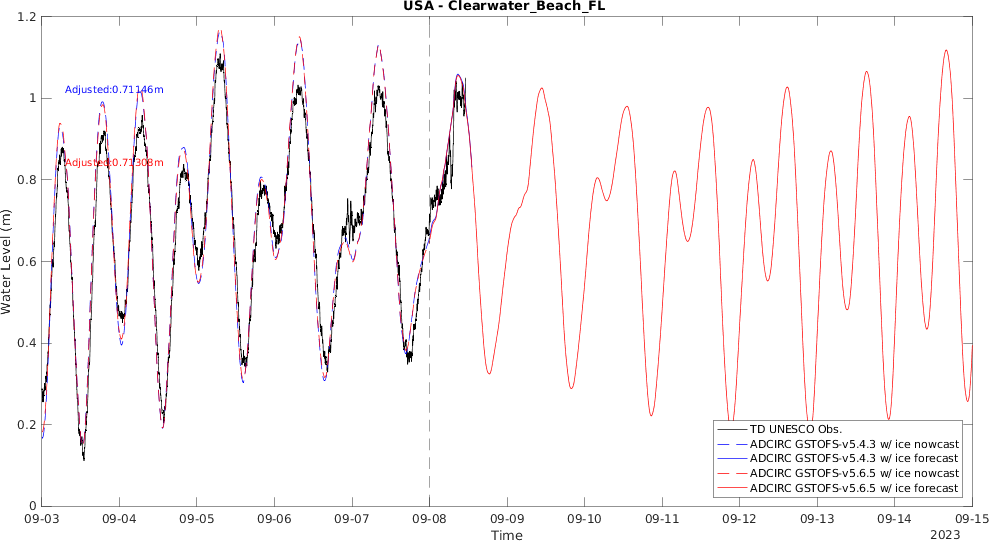 USA - Clearwater_Beach_FL
1.2
1
0.8
0.6
0.4
0.2
0
Water Level (m)
Adjusted:0.71146m
Adjusted:0.71308m
TD UNESCO Obs.
ADCIRC GSTOFS-v5.4.3 w/ ice nowcast
ADCIRC GSTOFS-v5.4.3 w/ ice forecast
ADCIRC GSTOFS-v5.6.5 w/ ice nowcast
ADCIRC GSTOFS-v5.6.5 w/ ice forecast
09-03 09-04 09-05 09-06 09-07 09-08 09-09 09-10 09-11 09-12 09-13 09-14 09-15
Time
2023